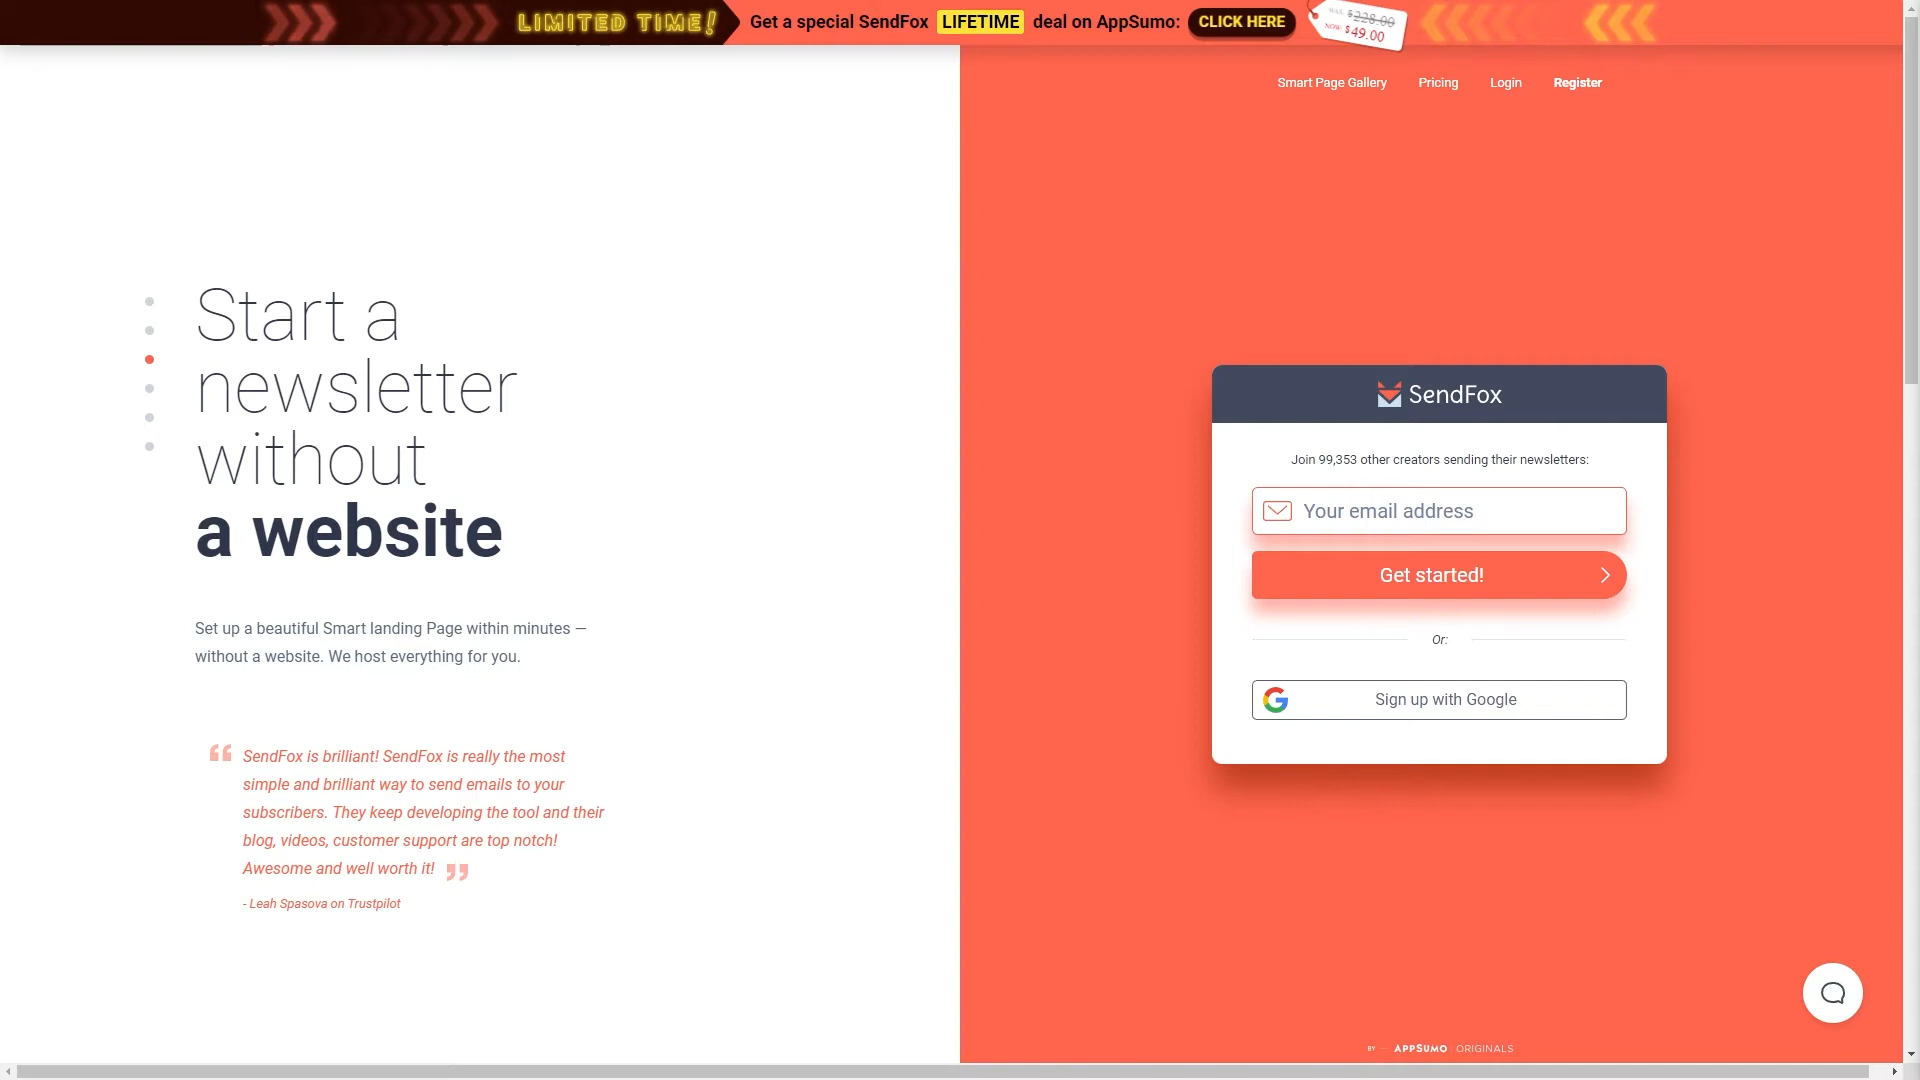 LIMITED TIME! Get a special SendFox LIFETIME deal on AppSumo: CLICK HERE
WAS: $228.00
NOW: $49.00
Smart Page Gallery Pricing Login Register
Start a
newsletter
without
a website
Set up a beautiful Smart landing Page within minutes —
without a website. We host everything for you.
“ SendFox is brilliant! SendFox is really the most
simple and brilliant way to send emails to your
subscribers. They keep developing the tool and their
blog, videos, customer support are top notch!
Awesome and well worth it! ”
- Leah Spasova on Trustpilot
SendFox
Join 99,353 other creators sending their newsletters:
Your email address
Get started!
Or:
Sign up with Google
BY APPSUMO ORIGINALS